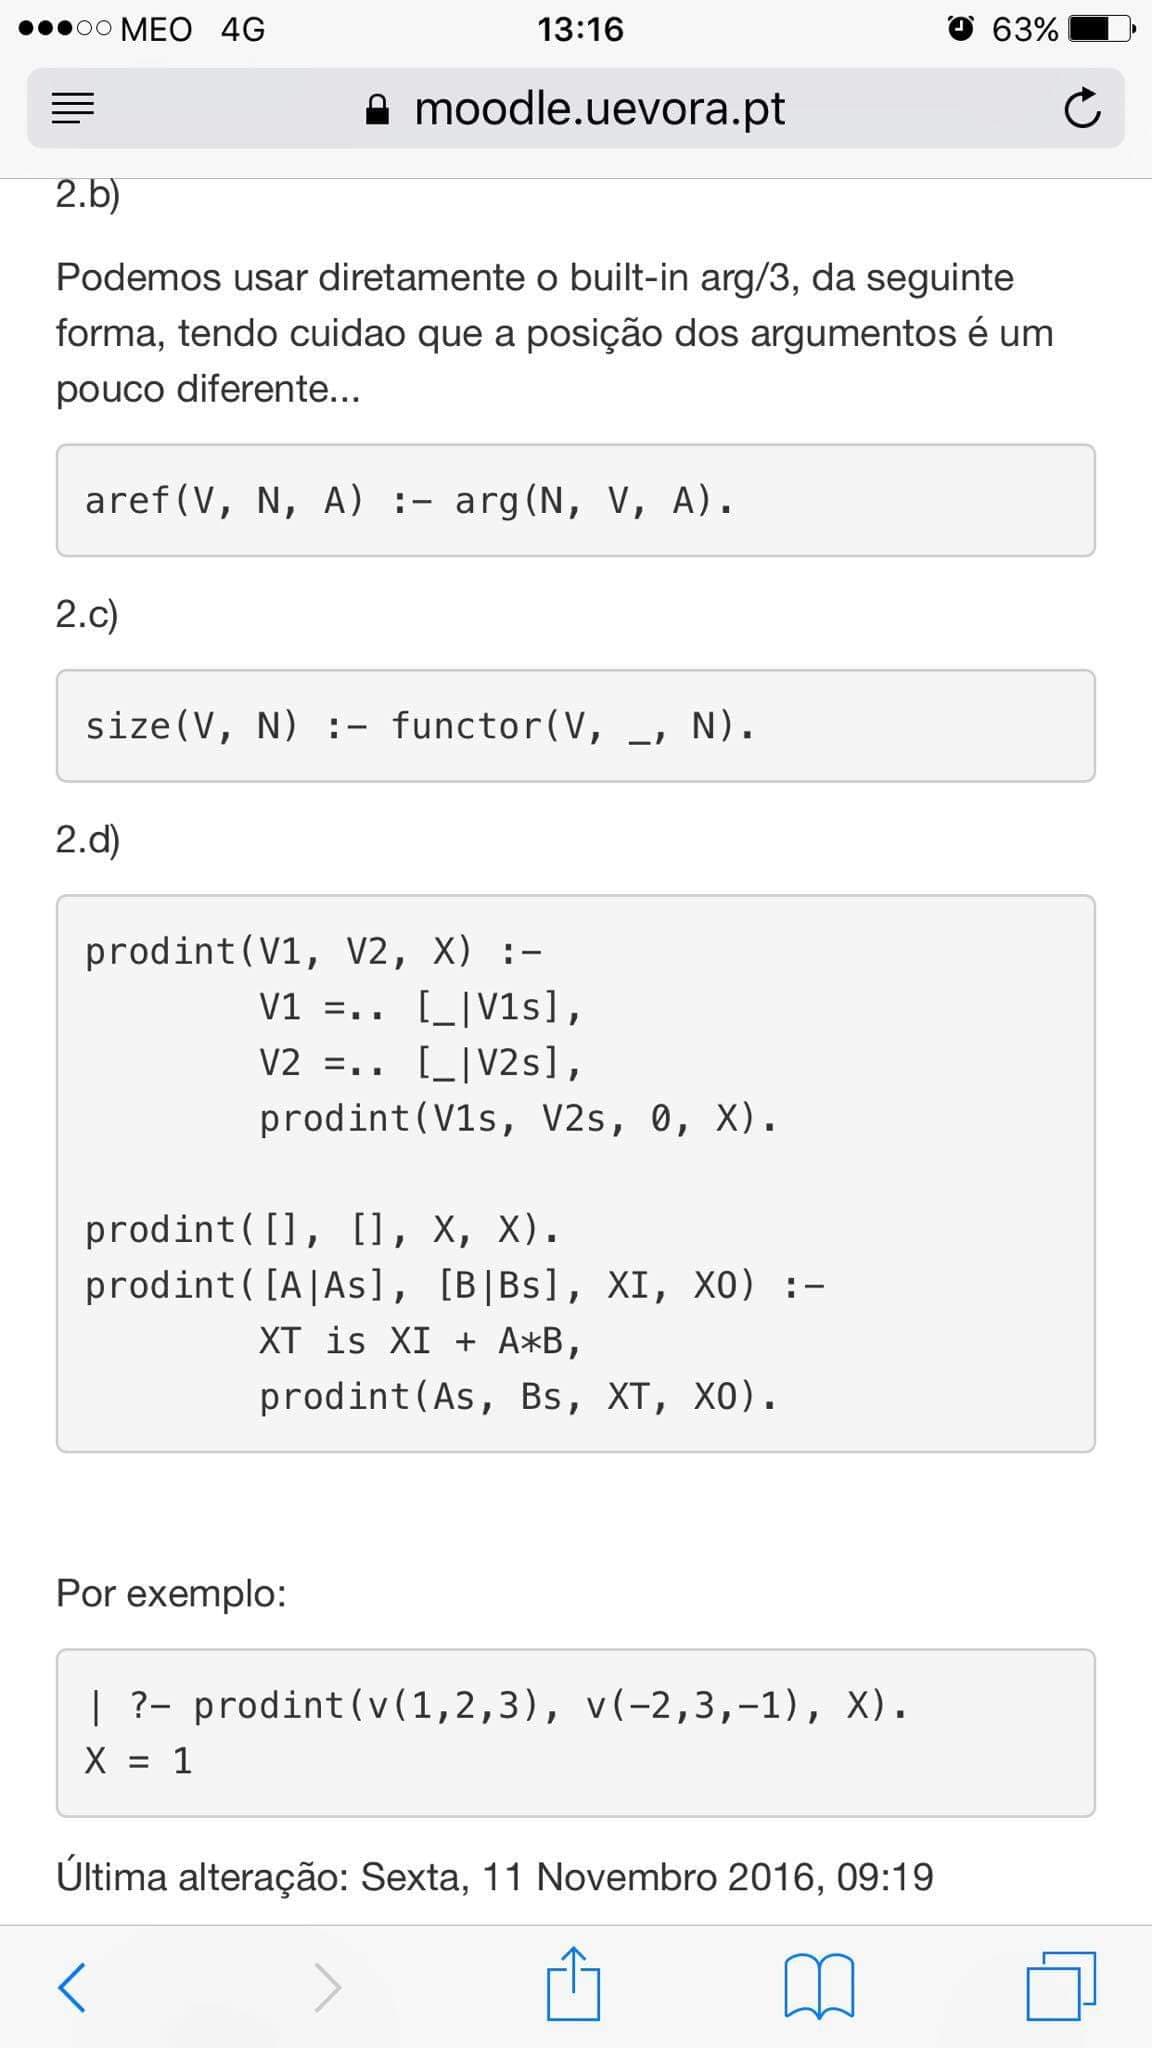 MEO 4G 13:16 63%
moodle.uevora.pt
2.b)
Podemos usar diretamente o built-in arg/3, da seguinte
forma, tendo cuidao que a posição dos argumentos é um
pouco diferente...
aref(V, N, A) :- arg(N, V, A).
2.c)
size(V, N) :- functor(V, _, N).
2.d)
prodint(V1, V2, X) :-
V1 =.. [_|V1s],
V2 =.. [_|V2s],
prodint(V1s, V2s, 0, X).
prodint([], [], X, X).
prodint([A|As], [B|Bs], XI, XO) :-
XT is XI + A*B,
prodint(As, Bs, XT, XO).
Por exemplo:
| ?- prodint(v(1,2,3), v(-2,3,-1), X).
X = 1
Última alteração: Sexta, 11 Novembro 2016, 09:19